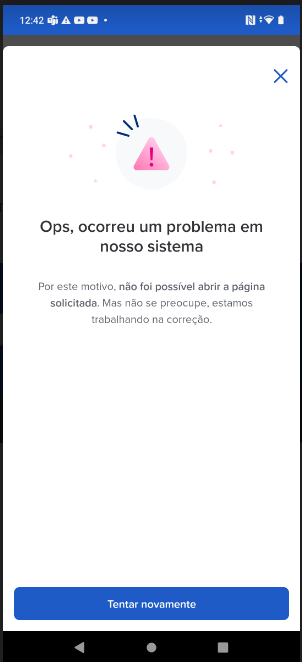 12:42
Ops, ocorreu um problema em
nosso sistema
Por este motivo, não foi possível abrir a página
solicitada. Mas não se preocupe, estamos
trabalhando na correção.
Tentar novamente